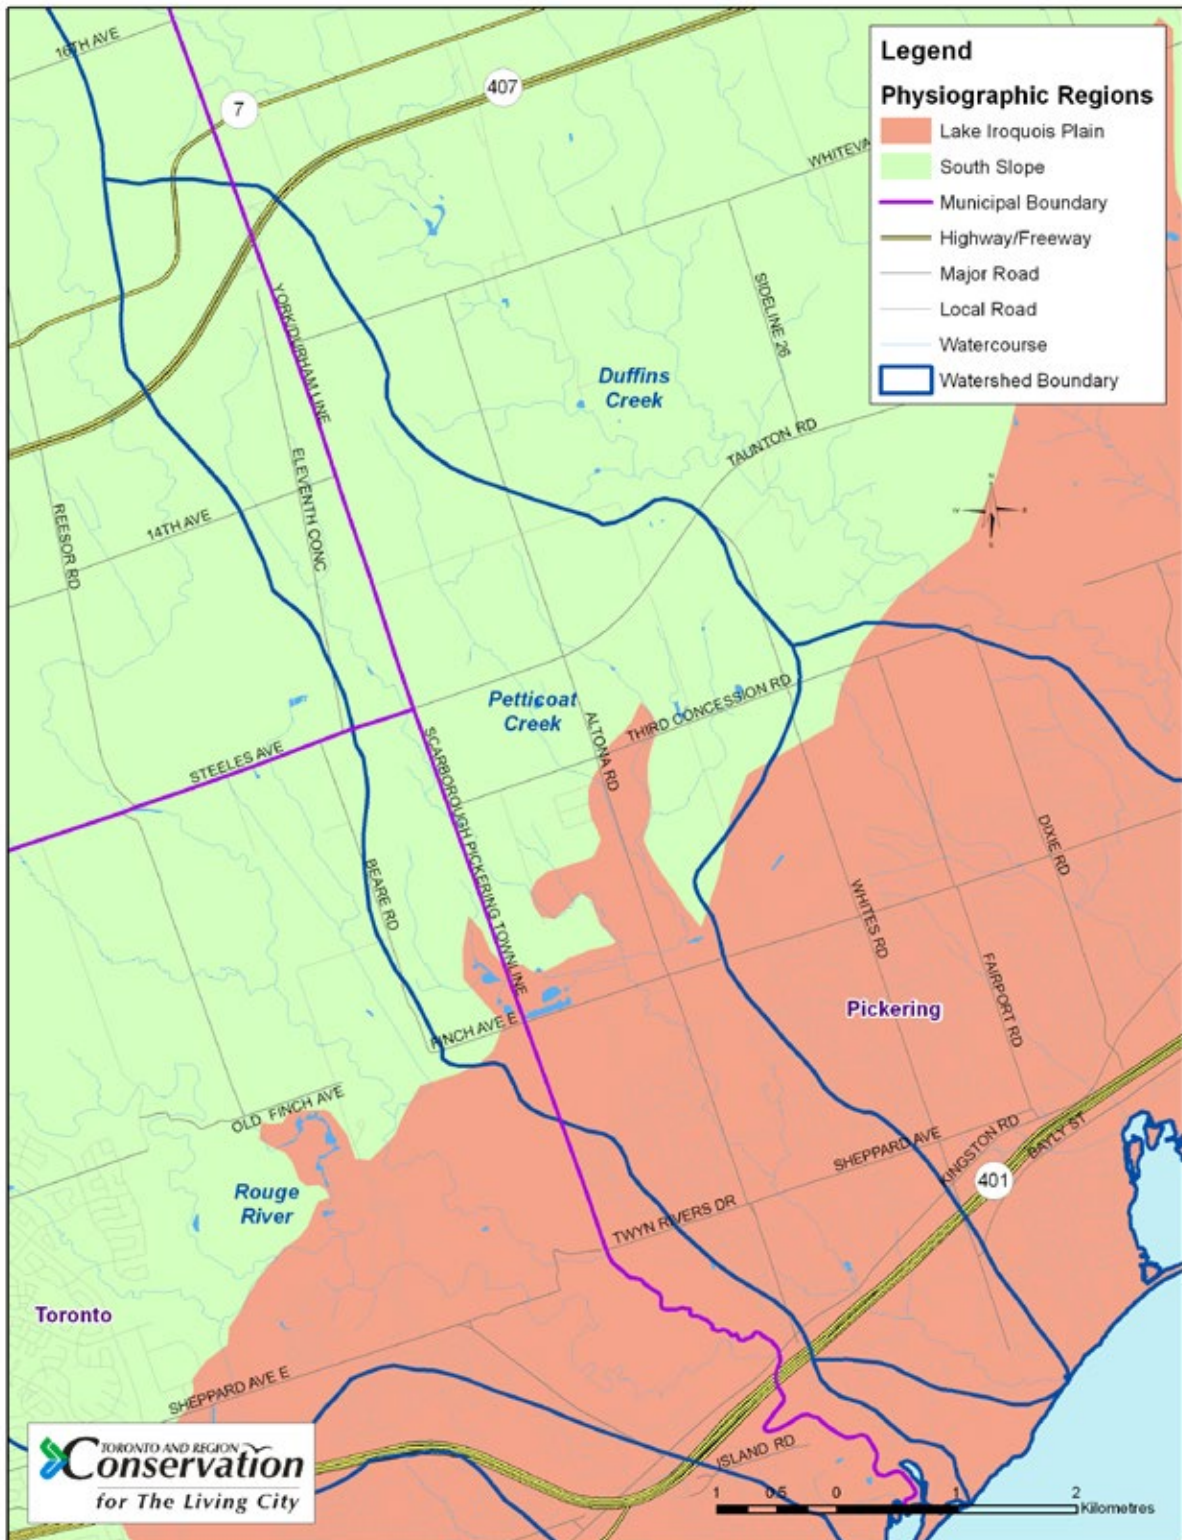 16TH AVE
7
407
WHITEVA
Legend
Physiographic Regions
Lake Iroquois Plain
South Slope
Municipal Boundary
Highway/Freeway
Major Road
Local Road
Watercourse
Watershed Boundary
YORK/DURHAM LINE
SIDELINE 26
Duffins
Creek
TAUNTON RD
ELEVENTH CONC
REESOR RD
14TH AVE
Petticoat
Creek
THIRD CONCESSION RD
ALTONA RD
STEELES AVE
SCARBOROUGH PICKERING TOWNLINE
BEARE RD
DIXIE RD
WHITES RD
FAIRPORT RD
Pickering
FINCH AVE E
OLD FINCH AVE
SHEPPARD AVE
KINGSTON RD
BAYLY ST
401
Rouge
River
TWYN RIVERS DR
Toronto
SHEPPARD AVE E
ISLAND RD
TORONTO AND REGION
Conservation
for The Living City
1 0.5 0 1 2
Kilometres